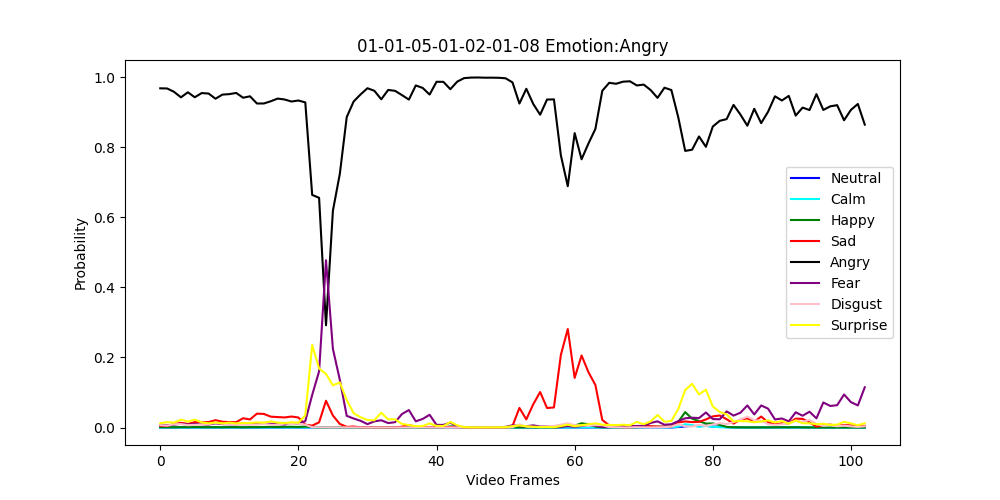 01-01-05-01-02-01-08 Emotion:Angry
1.0
0.8
0.6
0.4
0.2
0.0
Probability
0 20 40 60 80 100
Video Frames
Neutral
Calm
Happy
Sad
Angry
Fear
Disgust
Surprise